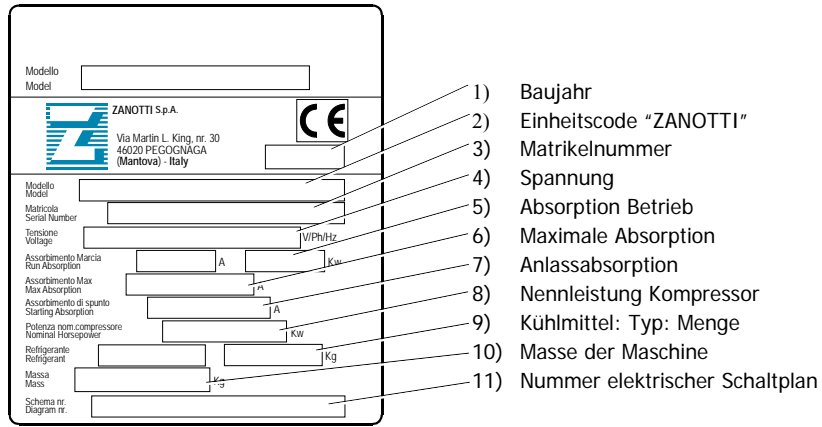 Modello
Model
ZANOTTI S.p.A.
CE
Via Martin L. King, nr. 30
46020 PEGOGNAGA
(Mantova) - Italy
Modello
Model
Matricola
Serial Number
Tensione
Voltage
V/Ph/Hz
Assorbimento Marcia
Run Absorption
A
Kw
Assorbimento Max
Max Absorption
A
Assorbimento di spunto
Starting Absorption
A
Potenza nom.compressore
Nominal Horsepower
Kw
Refrigerante
Refrigerant
Kg
Massa
Mass
Kg
Schema nr.
Diagram nr.
1) Baujahr
2) Einheitscode “ZANOTTI”
3) Matrikelnummer
4) Spannung
5) Absorption Betrieb
6) Maximale Absorption
7) Anlassabsorption
8) Nennleistung Kompressor
9) Kühlmittel: Typ: Menge
10) Masse der Maschine
11) Nummer elektrischer Schaltplan